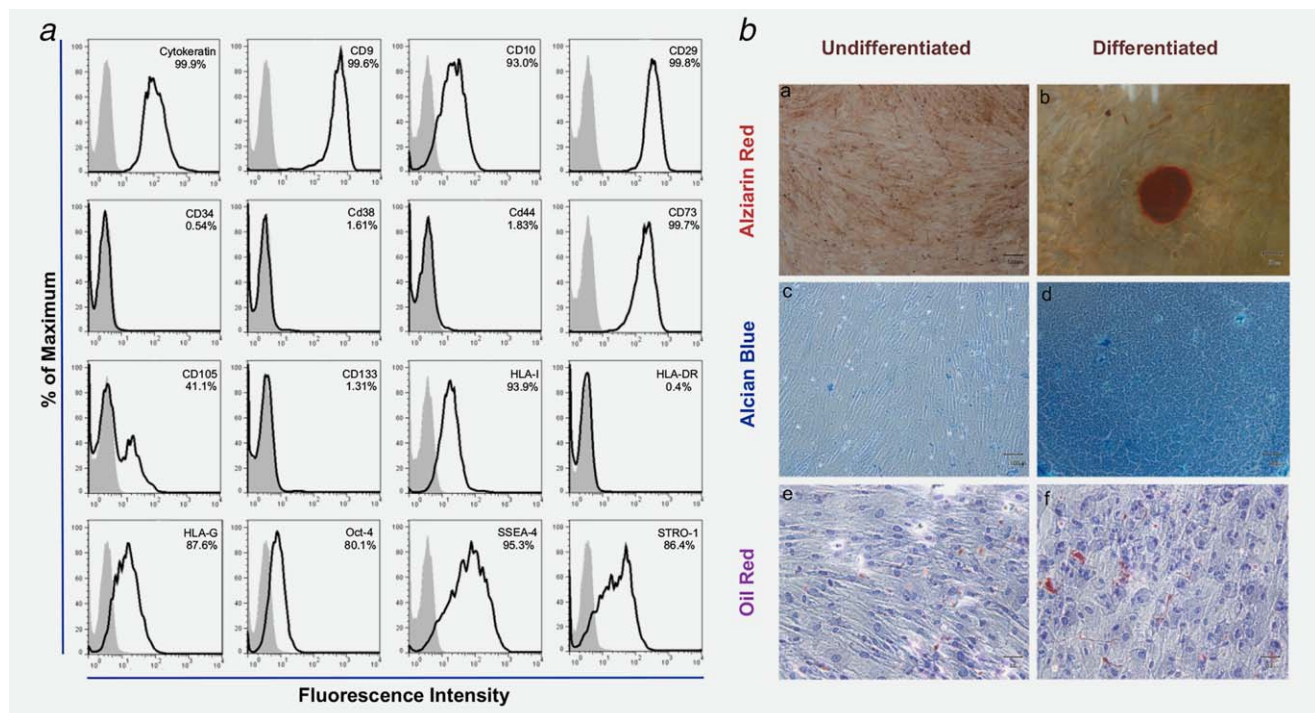 a
b
Undifferentiated
Differentiated
Cytokeratin
99.9%
CD9
99.6%
CD10
93.0%
CD29
99.8%
CD34
0.54%
Cd38
1.61%
Cd44
1.83%
CD73
99.7%
CD105
41.1%
CD133
1.31%
HLA-I
93.9%
HLA-DR
0.4%
HLA-G
87.6%
Oct-4
80.1%
SSEA-4
95.3%
STRO-1
86.4%
% of Maximum
Fluorescence Intensity
Alziarin Red
a
b
Alcian Blue
c
d
Oil Red
e
f